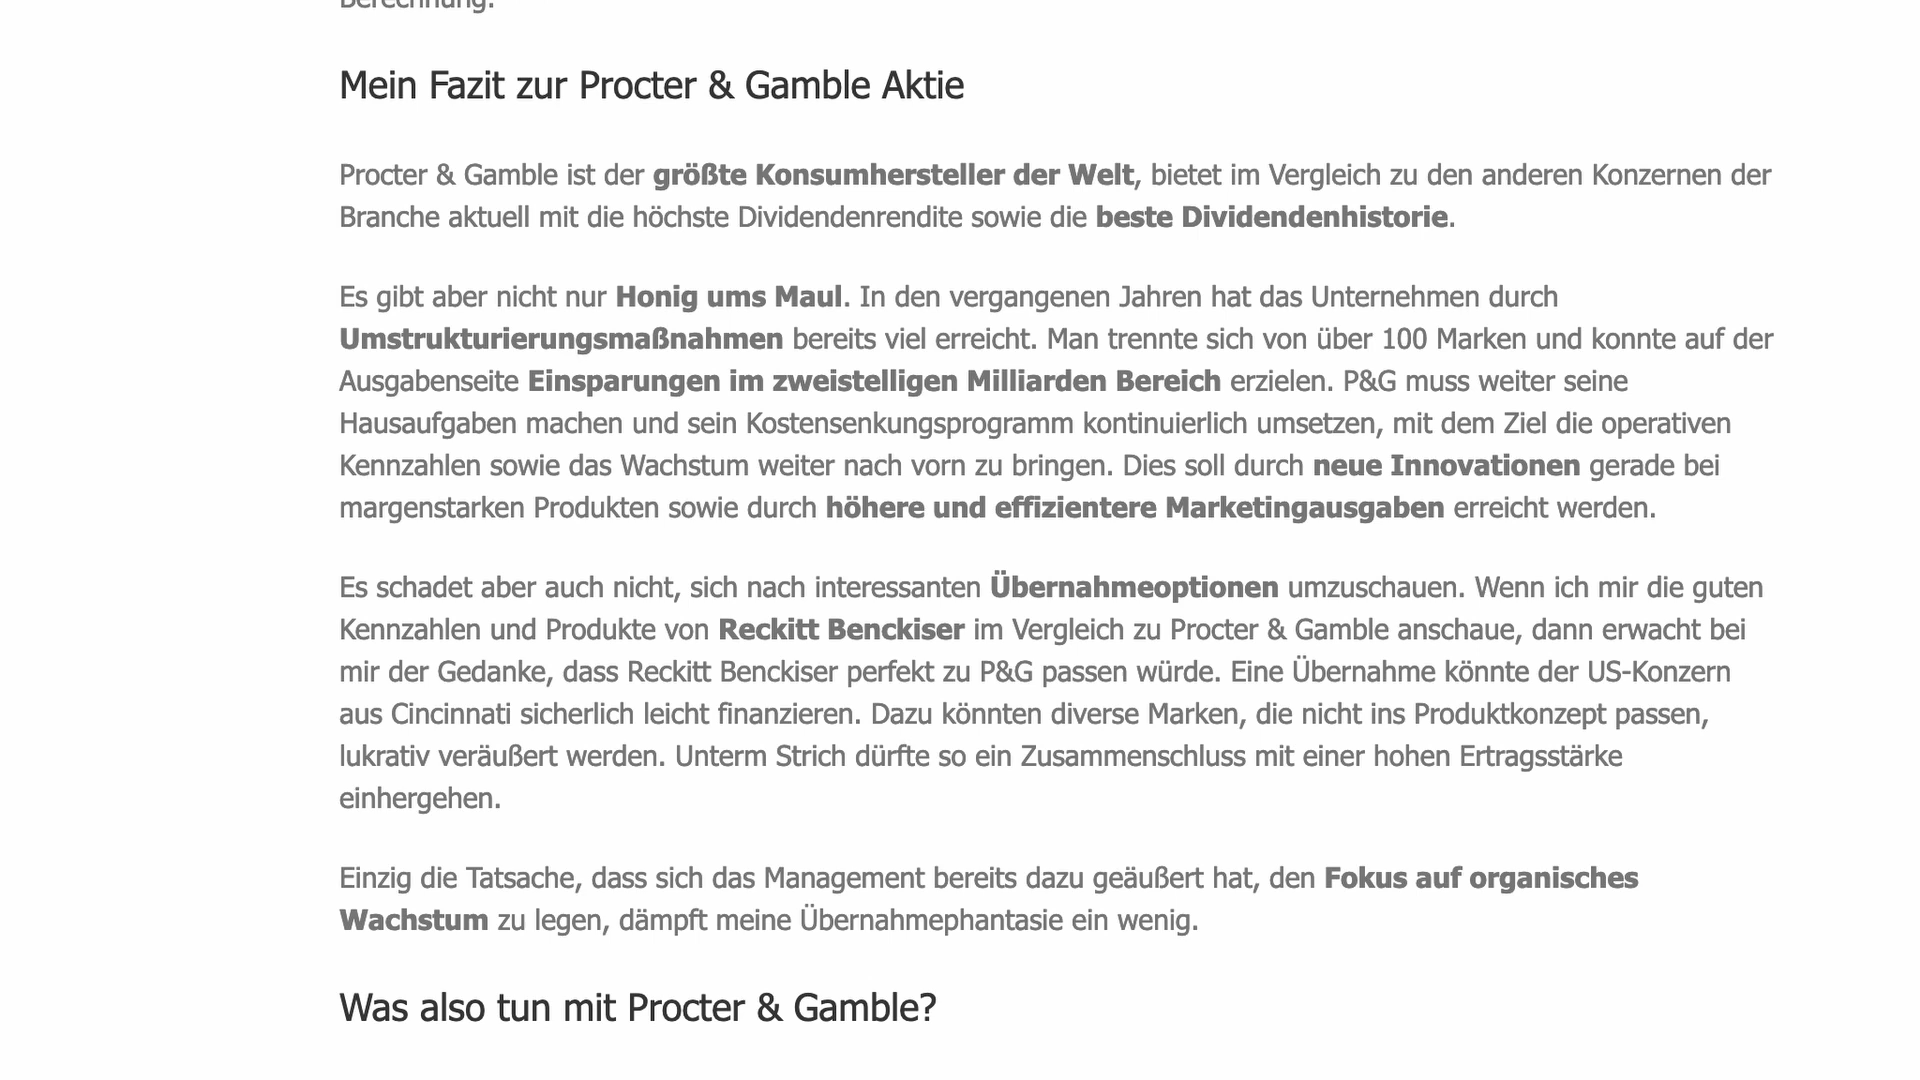 Berechnung.
Mein Fazit zur Procter & Gamble Aktie
Procter & Gamble ist der größte Konsumhersteller der Welt, bietet im Vergleich zu den anderen Konzernen der
Branche aktuell mit die höchste Dividendenrendite sowie die beste Dividendenhistorie.
Es gibt aber nicht nur Honig ums Maul. In den vergangenen Jahren hat das Unternehmen durch
Umstrukturierungsmaßnahmen bereits viel erreicht. Man trennte sich von über 100 Marken und konnte auf der
Ausgabenseite Einsparungen im zweistelligen Milliarden Bereich erzielen. P&G muss weiter seine
Hausaufgaben machen und sein Kostensenkungsprogramm kontinuierlich umsetzen, mit dem Ziel die operativen
Kennzahlen sowie das Wachstum weiter nach vorn zu bringen. Dies soll durch neue Innovationen gerade bei
margenstarken Produkten sowie durch höhere und effizientere Marketingausgaben erreicht werden.
Es schadet aber auch nicht, sich nach interessanten Übernahmeoptionen umzuschauen. Wenn ich mir die guten
Kennzahlen und Produkte von Reckitt Benckiser im Vergleich zu Procter & Gamble anschaue, dann erwacht bei
mir der Gedanke, dass Reckitt Benckiser perfekt zu P&G passen würde. Eine Übernahme könnte der US-Konzern
aus Cincinnati sicherlich leicht finanzieren. Dazu könnten diverse Marken, die nicht ins Produktkonzept passen,
lukrativ veräußert werden. Unterm Strich dürfte so ein Zusammenschluss mit einer hohen Ertragsstärke
einhergehen.
Einzig die Tatsache, dass sich das Management bereits dazu geäußert hat, den Fokus auf organisches
Wachstum zu legen, dämpft meine Übernahmephantasie ein wenig.
Was also tun mit Procter & Gamble?